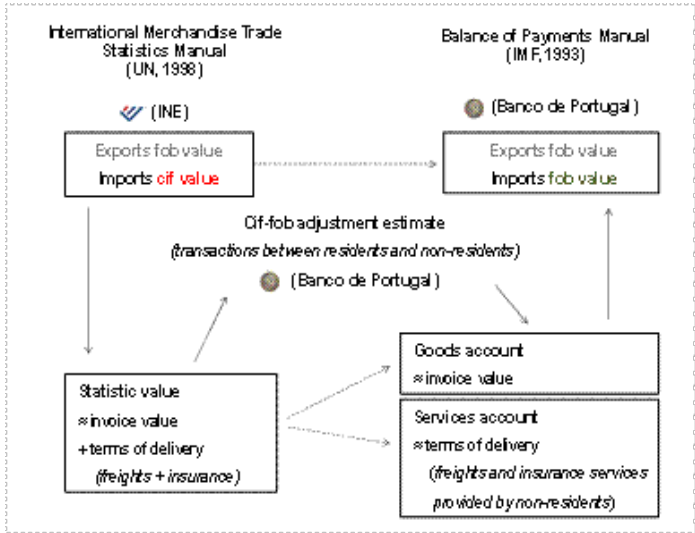 International Merchandise Trade
Statistics Manual
(UN, 1998)
(INE)
Exports fob value
Imports cif value
Balance of Payments Manual
(IMF, 1993)
(Banco de Portugal)
Exports fob value
Imports fob value
Cif-fob adjustment estimate
(transactions between residents and non-residents)
(Banco de Portugal)
Statistic value
≈invoice value
+terms of delivery
(freights + insurance)
Goods account
≈invoice value
Services account
≈terms of delivery
(freights and insurance services
provided by non-residents)